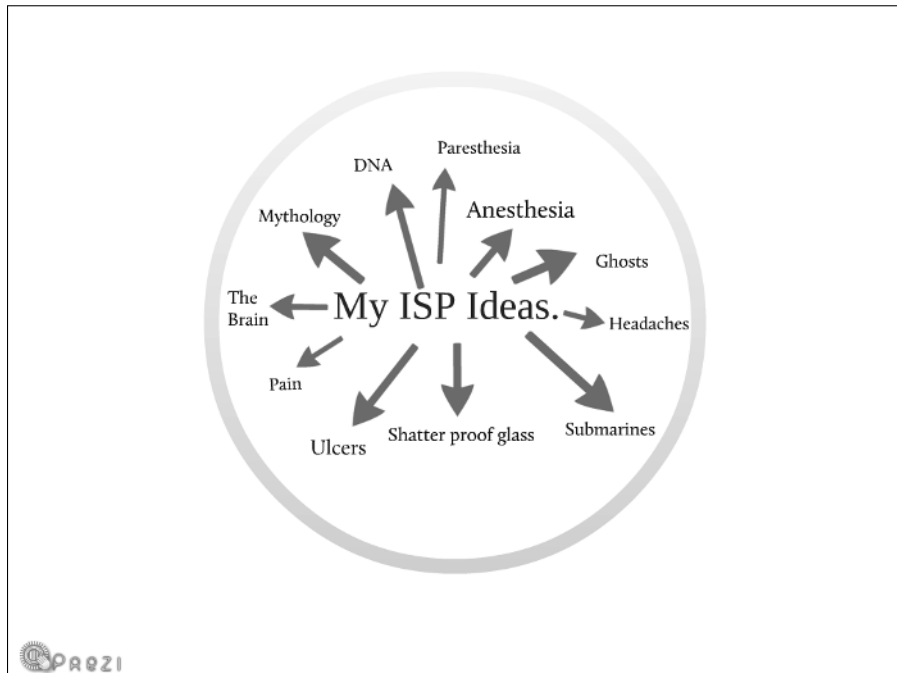 Paresthesia
DNA
Anesthesia
Mythology
Ghosts
The
Brain
My ISP Ideas.
Headaches
Pain
Ulcers
Shatter proof glass
Submarines
Prezi